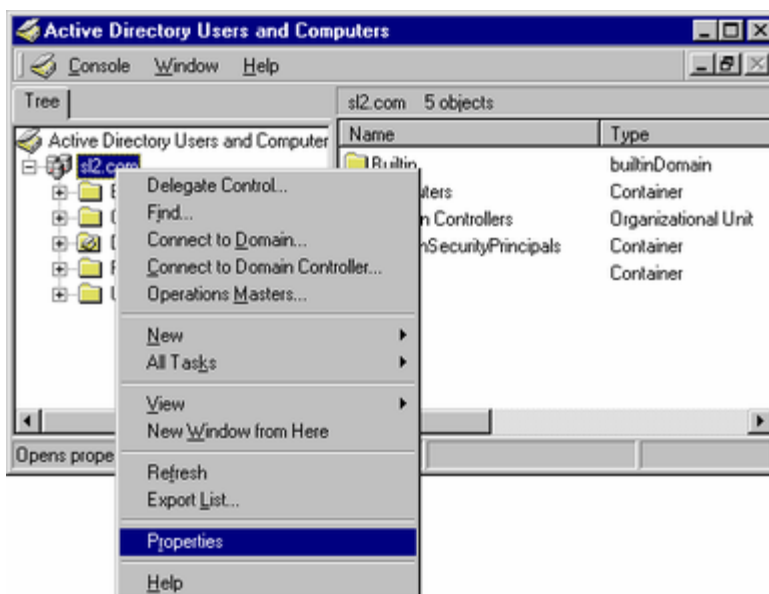 Active Directory Users and Computers
Console Window Help
Tree
sl2.com 5 objects
Active Directory Users and Computer
sl2.com
Name Type
Builtin builtinDomain
Container
n Controllers Organizational Unit
nSecurityPrincipals Container
Container
Delegate Control...
Find...
Connect to Domain...
Connect to Domain Controller...
Operations Masters...
New
All Tasks
View
New Window from Here
Refresh
Export List...
Properties
Help
Opens prope